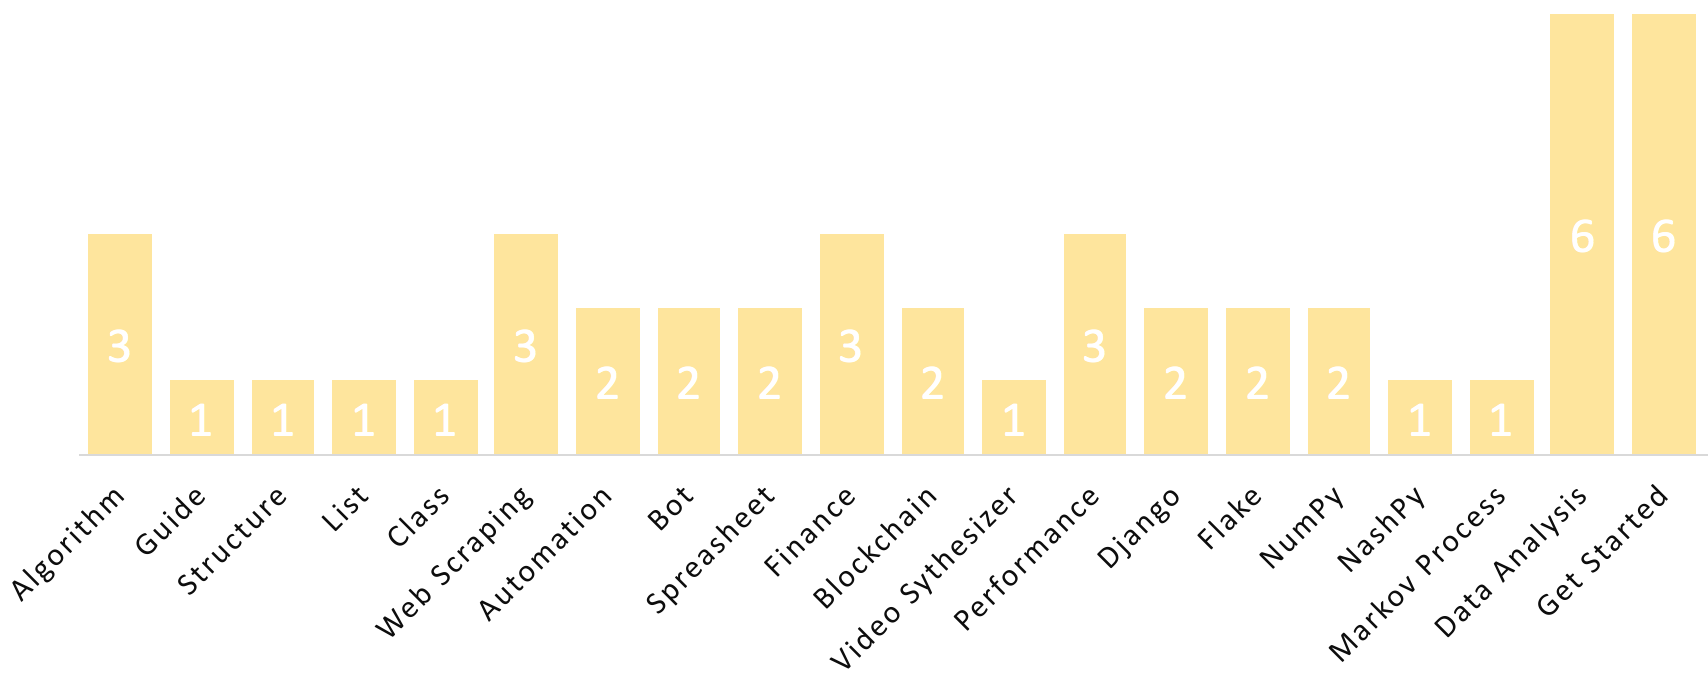 6 6
3 3 3 3
2 2 2 2 2 2 2
1 1 1 1 1 1 1
Algorithm
Guide
Structure
List
Class
Web Scraping
Automation
Bot
Spreasheet
Finance
Blockchain
Video Sythesizer
Performance
Django
Flake
NumPy
NashPy
Markov Process
Data Analysis
Get Started